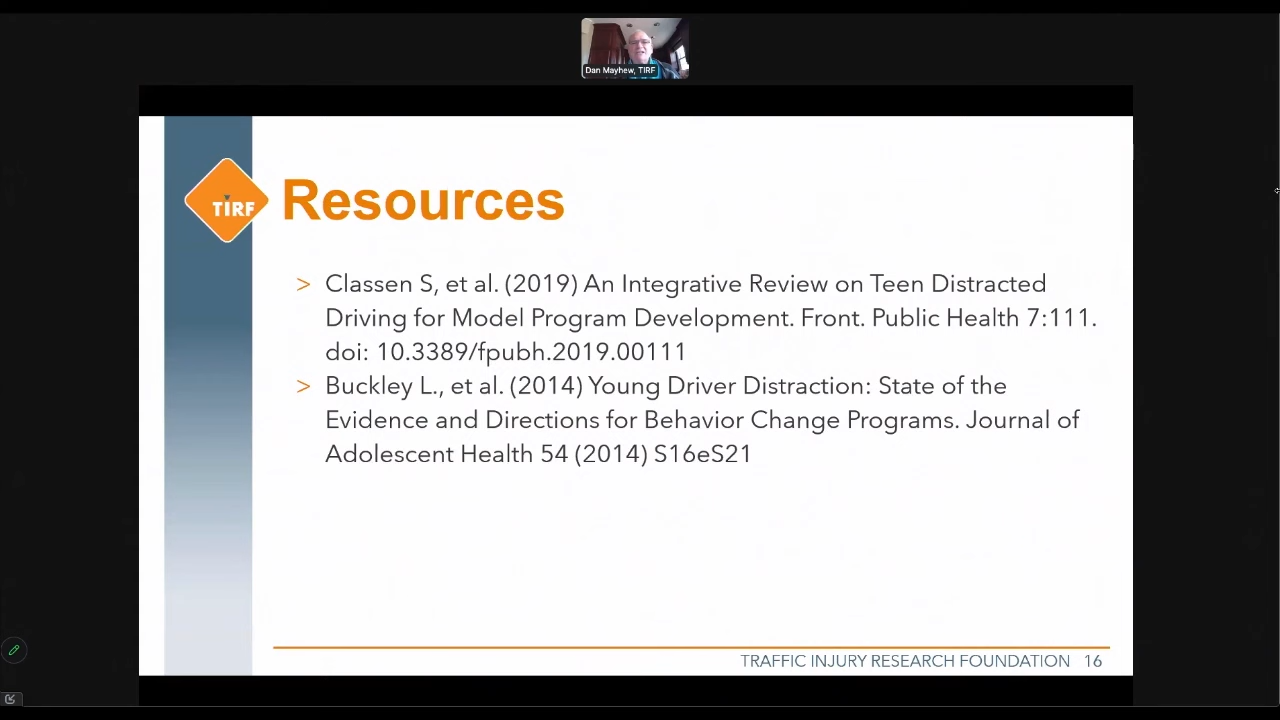 Dan Mayhew, TIRF
TIRF
Resources
> Classen S, et al. (2019) An Integrative Review on Teen Distracted
Driving for Model Program Development. Front. Public Health 7:111.
doi: 10.3389/fpubh.2019.00111
> Buckley L., et al. (2014) Young Driver Distraction: State of the
Evidence and Directions for Behavior Change Programs. Journal of
Adolescent Health 54 (2014) S16eS21
TRAFFIC INJURY RESEARCH FOUNDATION 16